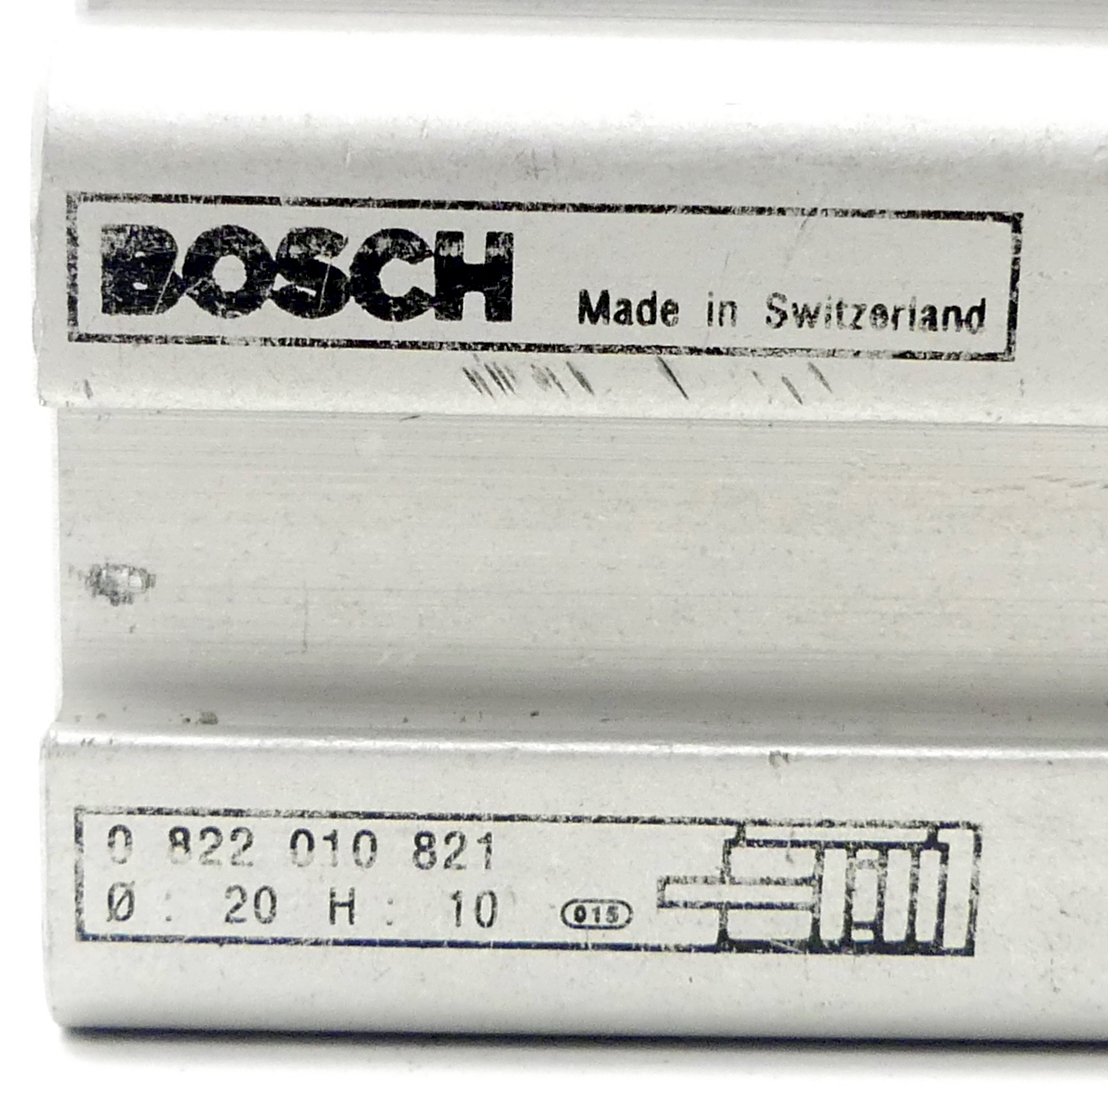 BOSCH Made in Switzerland
0 822 010 821
Ø : 20 H : 10 015